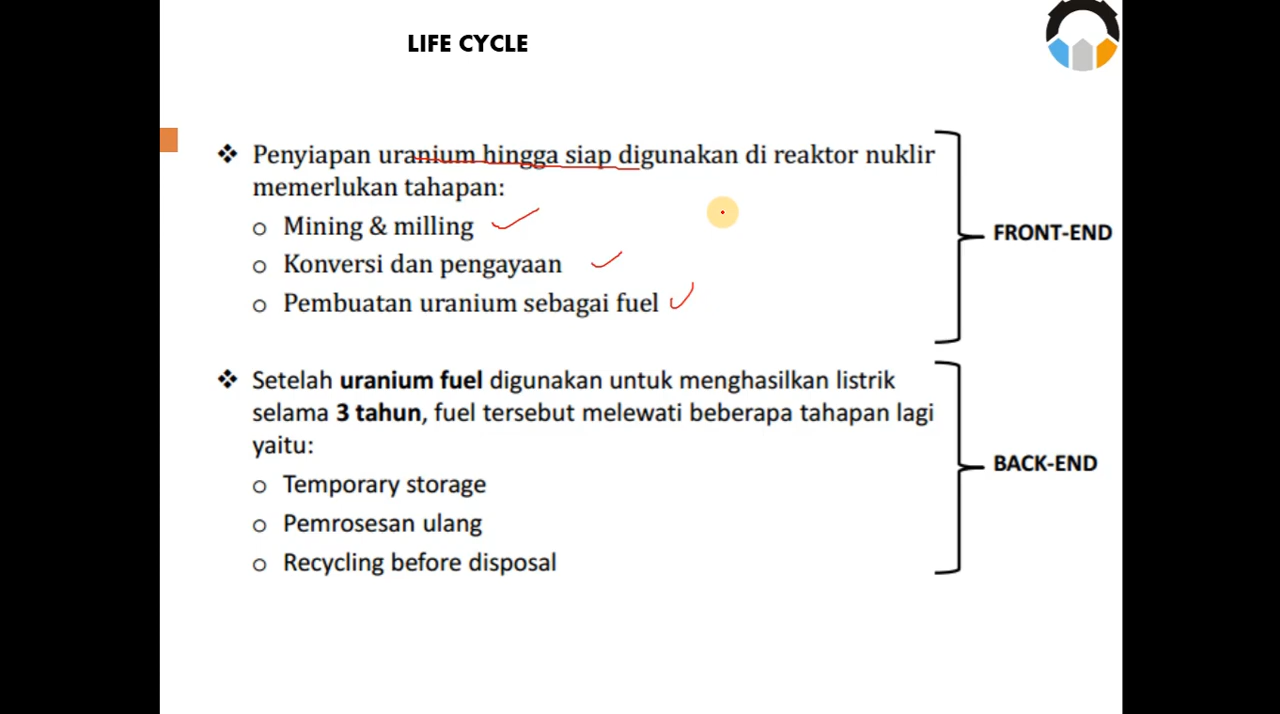 LIFE CYCLE
❖ Penyiapan uranium hingga siap digunakan di reaktor nuklir
memerlukan tahapan:
o Mining & milling
o Konversi dan pengayaan
o Pembuatan uranium sebagai fuel
FRONT-END
❖ Setelah uranium fuel digunakan untuk menghasilkan listrik
selama 3 tahun, fuel tersebut melewati beberapa tahapan lagi
yaitu:
o Temporary storage
o Pemrosesan ulang
o Recycling before disposal
BACK-END